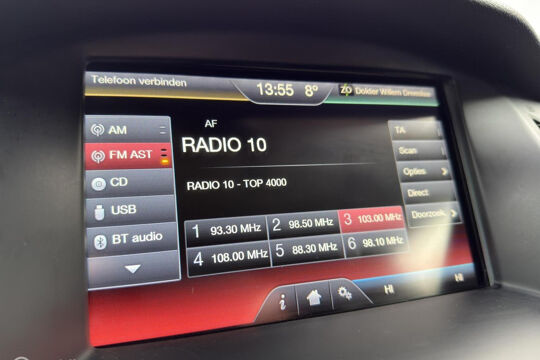 Telefoon verbinden
13:55 8°
ZO Dokter Willem Dreeslaan
AF
AM
FM AST
CD
USB
BT audio
RADIO 10
RADIO 10 - TOP 4000
1 93.30 MHz
2 98.50 MHz
3 103.00 MHz
4 108.00 MHz
5 88.30 MHz
6 98.10 MHz
TA
Scan
Opties
Direct
Doorzoek.
i
HI
HI